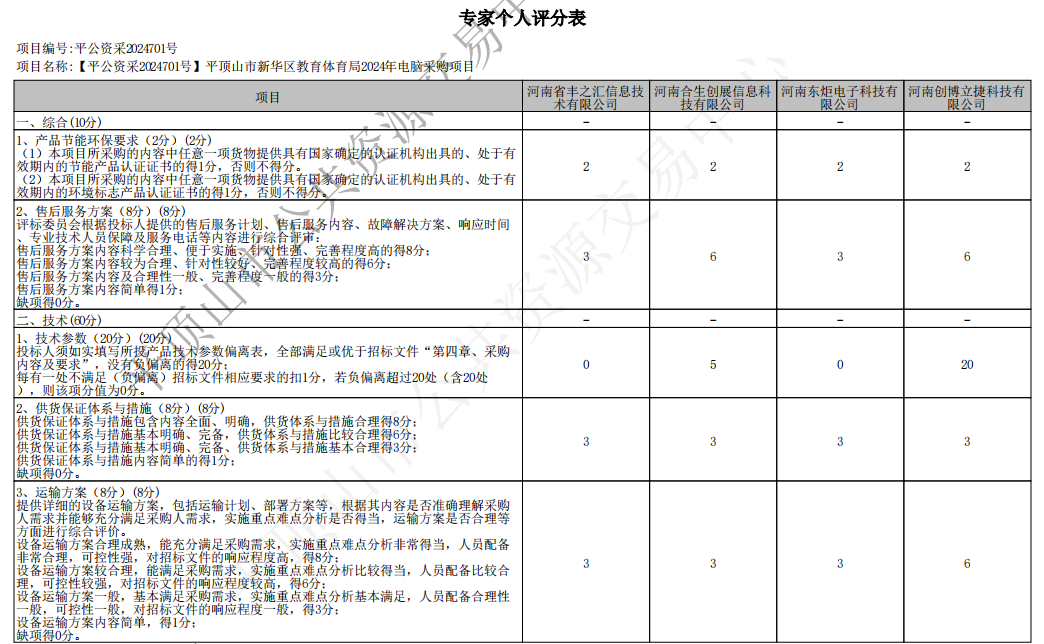 专家个人评分表
项目编号:平公资采2024701号
项目名称:【平公资采2024701号】平顶山市新华区教育体育局2024年电脑采购项目
项目 河南省丰之汇信息技术有限公司 河南合生创展信息科技有限公司 河南东炬电子科技有限公司 河南创博立捷科技有限公司
一、综合(10分) - - - -
1、产品节能环保要求（2分）(2分)
（1）本项目所采购的内容中任意一项货物提供具有国家确定的认证机构出具的、处于有
效期内的节能产品认证证书的得1分，否则不得分。
（2）本项目所采购的内容中任意一项货物提供具有国家确定的认证机构出具的、处于有
效期内的环境标志产品认证证书的得1分，否则不得分。
2 2 2 2
2、售后服务方案（8分）(8分)
评标委员会根据投标人提供的售后服务计划、售后服务内容、故障解决方案、响应时间
、专业技术人员保障及服务电话等内容进行综合评审：
售后服务方案内容科学合理、便于实施、针对性强、完善程度高的得8分；
售后服务方案内容较为合理、针对性较好、完善程度较高的得6分；
售后服务方案内容及合理性一般、完善程度一般的得3分；
售后服务方案内容简单得1分；
缺项得0分。
3 6 3 6
二、技术(60分) - - - -
1、技术参数（20分）(20分)
投标人须如实填写所投产品技术参数偏离表，全部满足或优于招标文件“第四章、采购
内容及要求”，没有负偏离的得20分；
每有一处不满足（负偏离）招标文件相应要求的扣1分，若负偏离超过20处（含20处
），则该项分值为0分。
0 5 0 20
2、供货保证体系与措施（8分）(8分)
供货保证体系与措施包含内容全面、明确，供货体系与措施合理得8分；
供货保证体系与措施基本明确、完备，供货体系与措施比较合理得6分；
供货保证体系与措施基本明确、完备、供货体系与措施基本合理得3分；
供货保证体系与措施内容简单的得1分；
缺项得0分。
3 3 3 3
3、运输方案（8分）(8分)
提供详细的设备运输方案，包括运输计划、部署方案等，根据其内容是否准确理解采购
人需求并能够充分满足采购人需求，实施重点难点分析是否得当，运输方案是否合理等
方面进行综合评价。
设备运输方案合理成熟，能充分满足采购需求，实施重点难点分析非常得当，人员配备
非常合理，可控性强，对招标文件的响应程度高，得8分；
设备运输方案较合理，能满足采购需求，实施重点难点分析比较得当，人员配备比较合
理，可控性较强，对招标文件的响应程度较高，得6分；
设备运输方案一般，基本满足采购需求，实施重点难点分析基本满足，人员配备合理性
一般，可控性一般，对招标文件的响应程度一般，得3分；
设备运输方案内容简单，得1分；
缺项得0分。
3 3 3 6
平顶山市公共资源交易中心
平顶山市公共资源交易中心